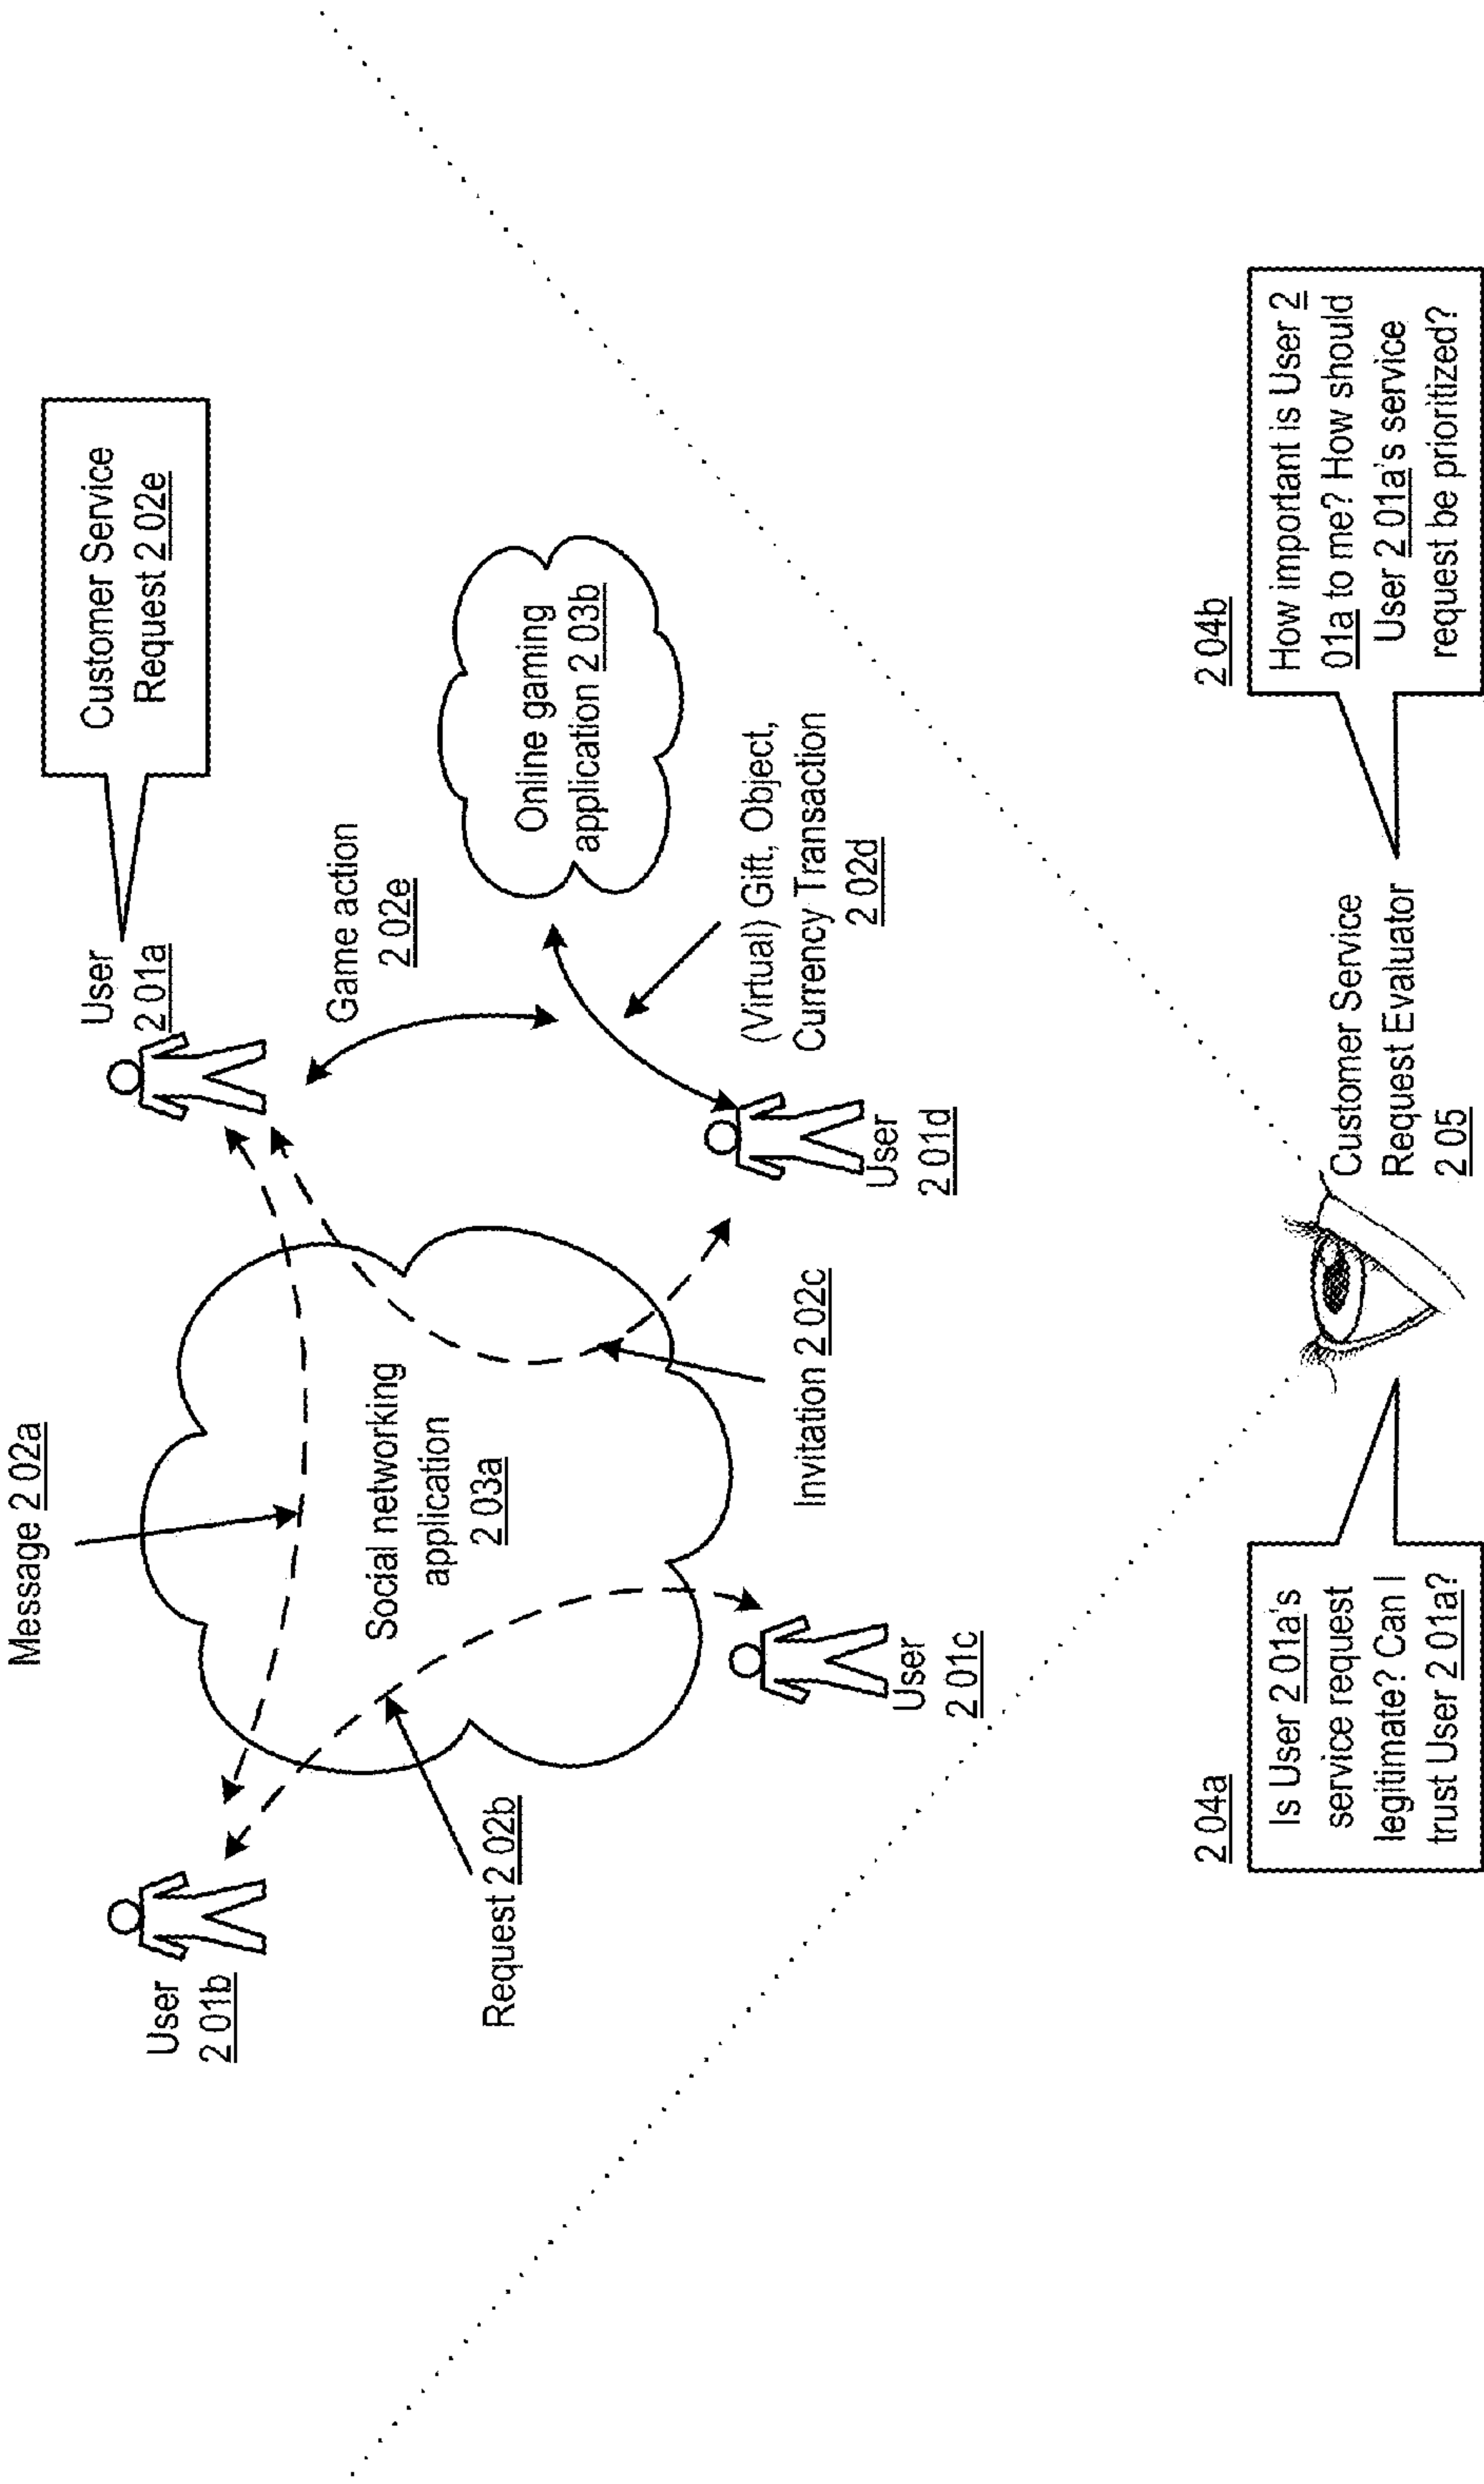 Message 2 02a
User
2 01b
User
2 01a
Customer Service
Request 2 02e
Request 2 02b
Social networking
application
2 03a
Game action
2 02e
Online gaming
application 2 03b
User
2 01c
Invitation 2 02c
User
2 01d
(Virtual) Gift, Object,
Currency Transaction
2 02d
2 04a
Is User 2 01a's
service request
legitimate? Can I
trust User 2 01a?
Customer Service
Request Evaluator
2 05
2 04b
How important is User 2
01a to me? How should
User 2 01a's service
request be prioritized?